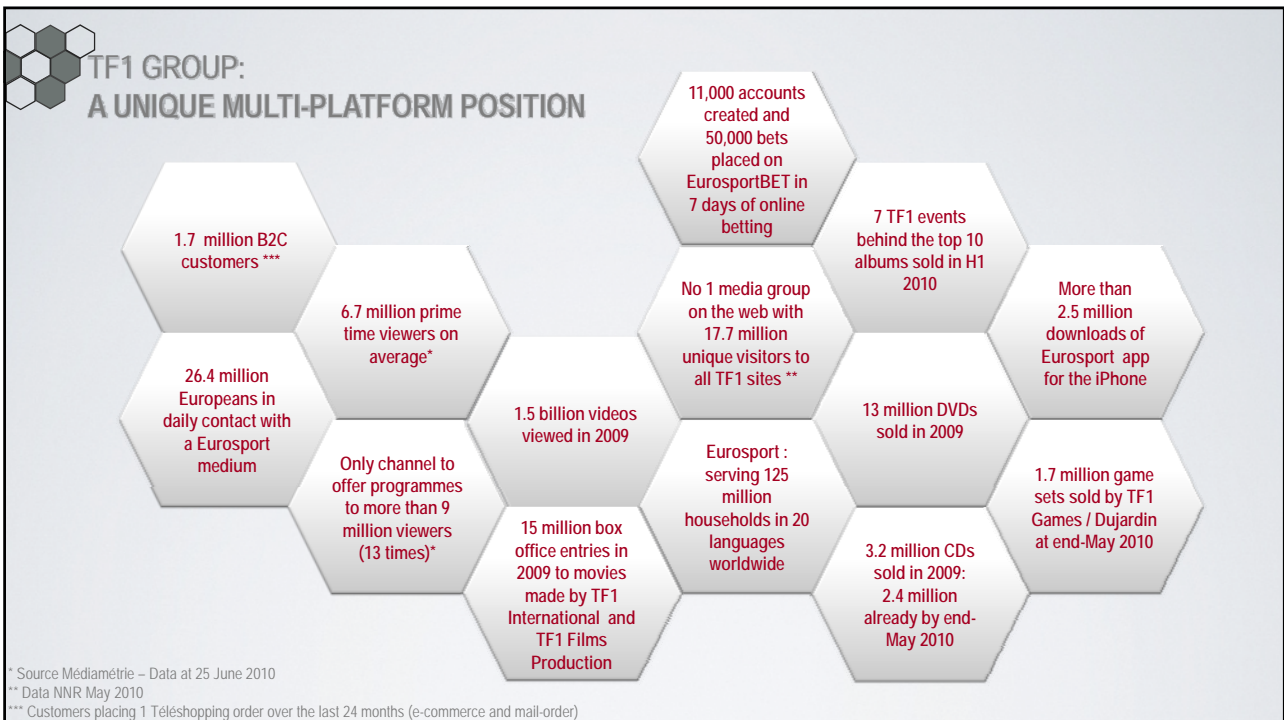 TF1 GROUP:
A UNIQUE MULTI-PLATFORM POSITION
11,000 accounts
created and
50,000 bets
placed on
EurosportBET in
7 days of online
betting
1.7 million B2C
customers ***
7 TF1 events
behind the top 10
albums sold in H1
2010
6.7 million prime
time viewers on
average*
No 1 media group
on the web with
17.7 million
unique visitors to
all TF1 sites **
More than
2.5 million
downloads of
Eurosport app
for the iPhone
26.4 million
Europeans in
daily contact with
a Eurosport
medium
1.5 billion videos
viewed in 2009
13 million DVDs
sold in 2009
Only channel to
offer programmes
to more than 9
million viewers
(13 times)*
Eurosport :
serving 125
million
households in 20
languages
worldwide
1.7 million game
sets sold by TF1
Games / Dujardin
at end-May 2010
15 million box
office entries in
2009 to movies
made by TF1
International and
TF1 Films
Production
3.2 million CDs
sold in 2009:
2.4 million
already by end-
May 2010
* Source Médiamétrie – Data at 25 June 2010
** Data NNR May 2010
*** Customers placing 1 Téléshopping order over the last 24 months (e-commerce and mail-order)